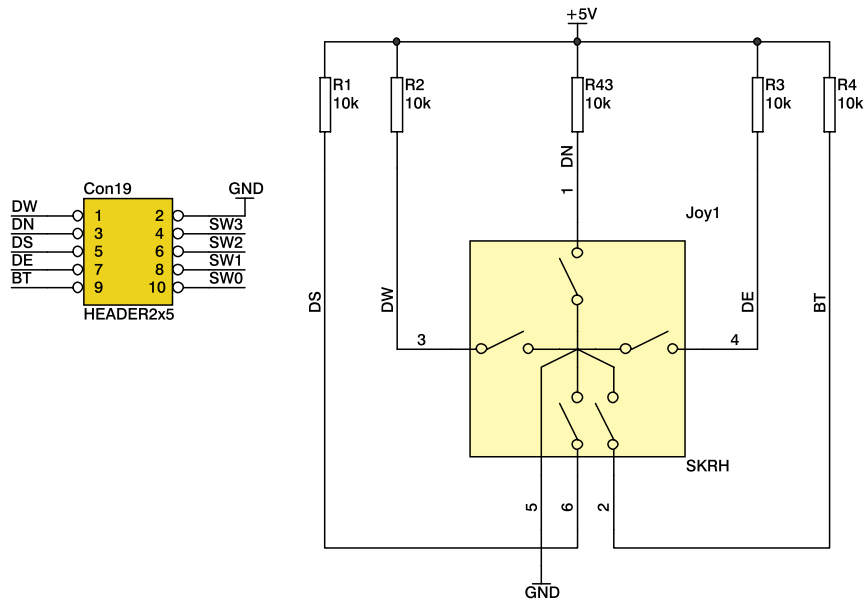 +5V
R1
10k
R2
10k
R43
10k
R3
10k
R4
10k
DN
1
Con19
GND
DW
1
2
DN
3
4
SW3
DS
5
6
SW2
DE
7
8
SW1
BT
9
10
SW0
HEADER2x5
Joy1
DS
DW
DE
BT
3
4
SKRH
5
6
2
GND